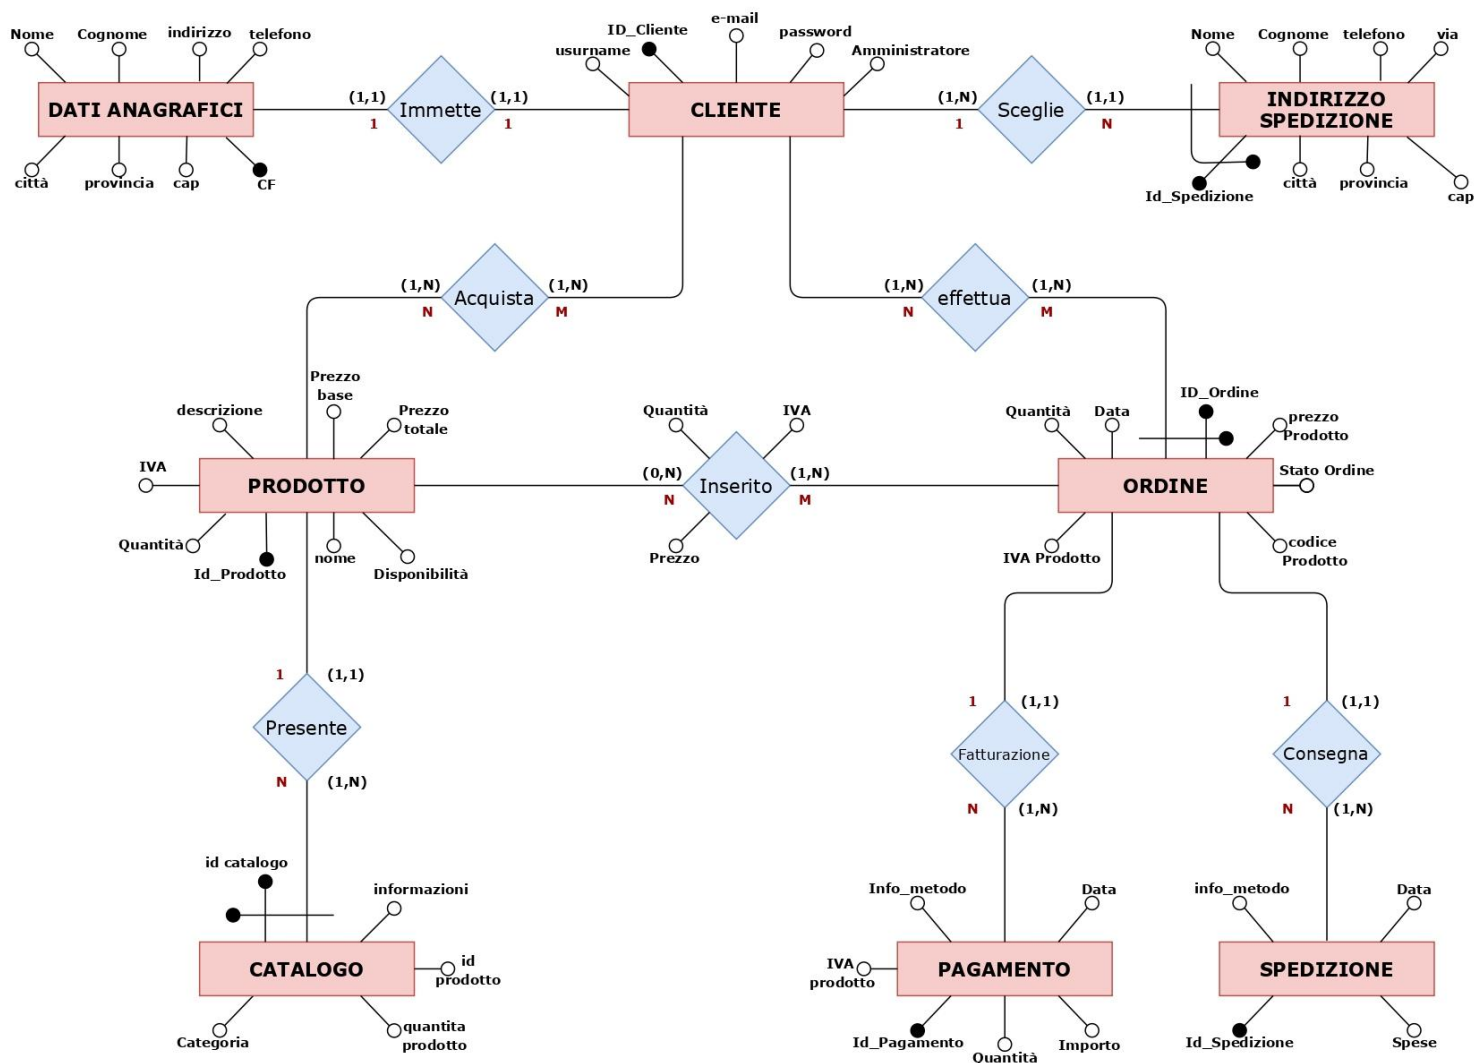 Nome
Cognome
indirizzo
telefono
DATI ANAGRAFICI
città
provincia
cap
CF
(1,1)
1
Immette
(1,1)
1
usurname
ID_Cliente
e-mail
password
Amministratore
CLIENTE
(1,N)
1
Sceglie
(1,1)
N
Nome
Cognome
telefono
via
INDIRIZZO
SPEDIZIONE
Id_Spedizione
città
provincia
cap
(1,N)
N
Acquista
(1,N)
M
(1,N)
N
effettua
(1,N)
M
descrizione
Prezzo
base
Prezzo
totale
IVA
PRODOTTO
Quantità
Id_Prodotto
nome
Disponibilità
Quantità
IVA
(0,N)
N
Inserito
(1,N)
M
Prezzo
Quantità
Data
ID_Ordine
prezzo
Prodotto
Stato Ordine
ORDINE
IVA Prodotto
codice
Prodotto
1
(1,1)
Presente
N
(1,N)
1
(1,1)
Fatturazione
N
(1,N)
1
(1,1)
Consegna
N
(1,N)
id catalogo
informazioni
CATALOGO
id
prodotto
Categoria
quantita
prodotto
Info_metodo
Data
IVA
prodotto
PAGAMENTO
Id_Pagamento
Quantità
Importo
info_metodo
Data
SPEDIZIONE
Id_Spedizione
Spese